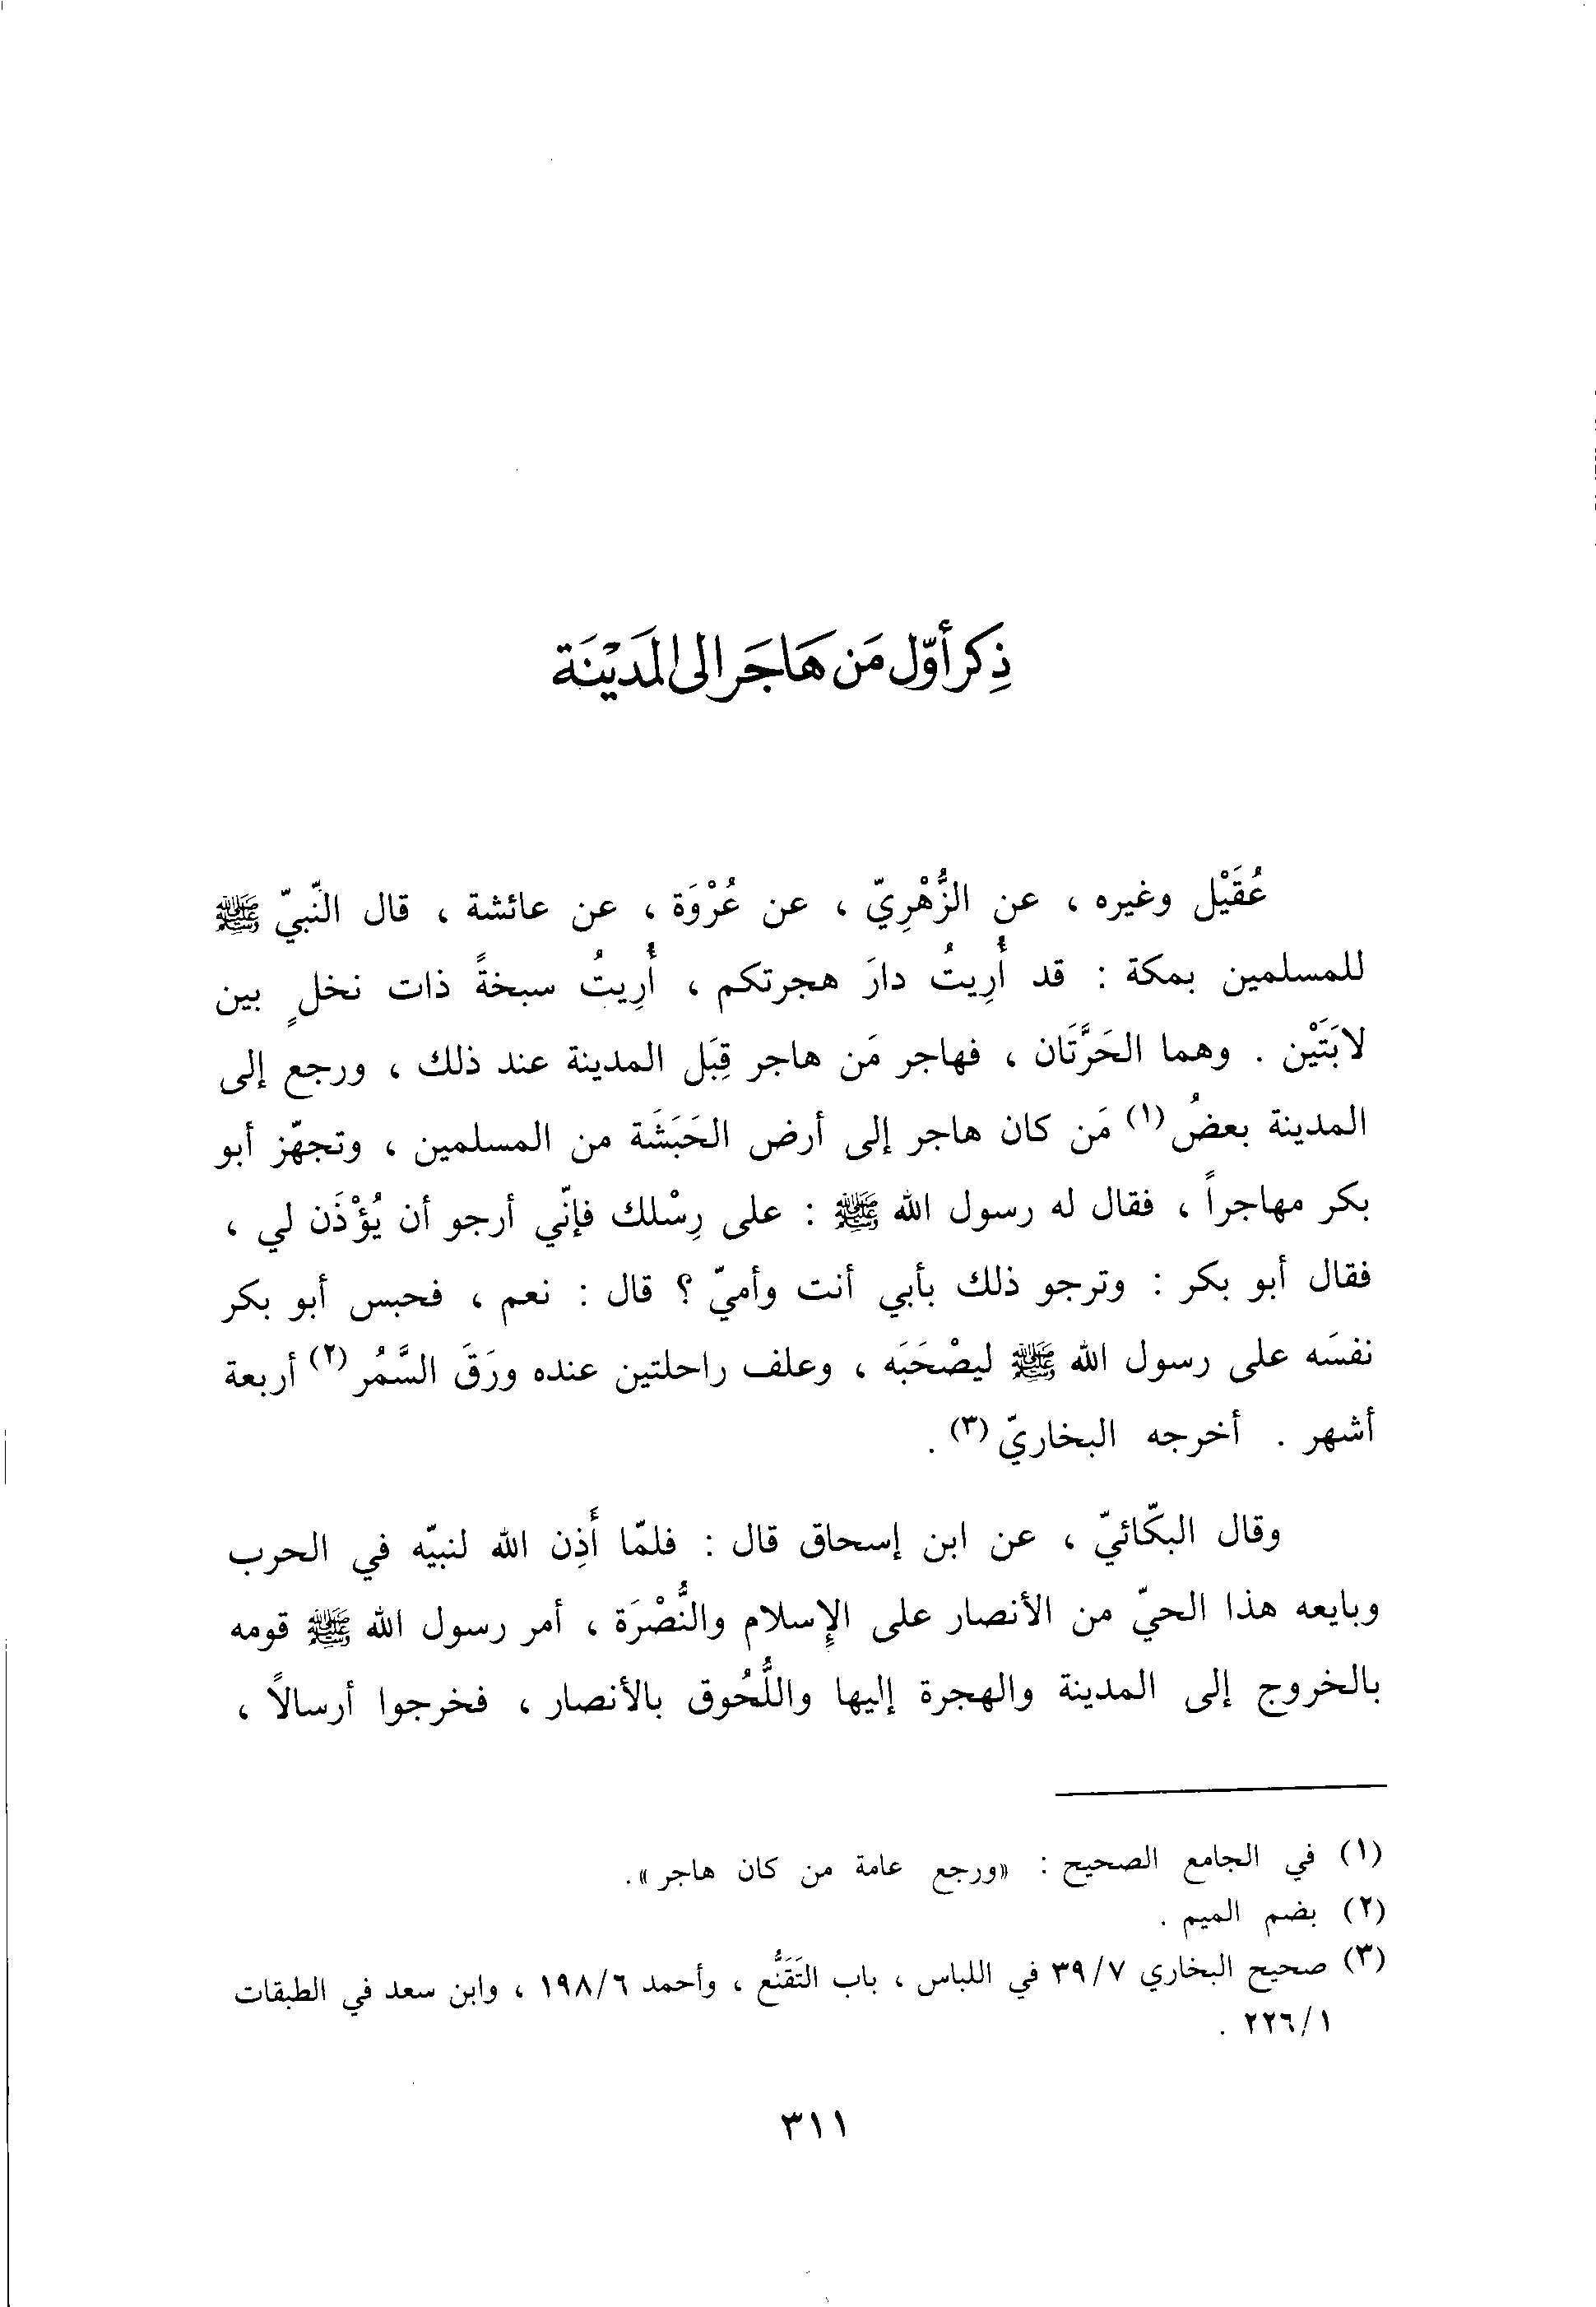 ذِكر أوّل مَن هَاجَر الى المَدينَة
عُقَيْل وغيره ، عن الزُّهْرِيّ ، عن عُرْوَة ، عن عائشة ، قال النّبيّ ﷺ
للمسلمين بمكة : قد أُرِيتُ دارَ هجرتكم ، أُرِيتُ سبخةً ذات نخلٍ بين
لابَتَيْن . وهما الحَرَّتَان ، فهاجر مَن هاجر قِبَل المدينة عند ذلك ، ورجع إلى
المدينة بعضُ (١) مَن كان هاجر إلى أرض الحَبَشَة من المسلمين ، وتجهّز أبو
بكر مهاجراً ، فقال له رسول الله ﷺ : على رِسْلك فإنّي أرجو أن يُؤْذَن لي ،
فقال أبو بكر : وترجو ذلك بأبي أنت وأميّ ؟ قال : نعم ، فحبس أبو بكر
نفسَه على رسول الله ﷺ ليصْحَبَه ، وعلف راحلتين عنده ورَقَ السَّمُر (٢) أربعة
أشهر . أخرجه البخاريّ (٣) .
وقال البكّائيّ ، عن ابن إسحاق قال : فلمّا أَذِن الله لنبيّه في الحرب
وبايعه هذا الحيّ من الأنصار على الإِسلام والنُّصْرَة ، أمر رسول الله ﷺ قومه
بالخروج إلى المدينة والهجرة إليها واللُّحُوق بالأنصار ، فخرجوا أرسالاً ،
(١) في الجامع الصحيح : «ورجع عامة من كان هاجر».
(٢) بضم الميم .
(٣) صحيح البخاري ٣٩/٧ في اللباس ، باب التَقَنُّع ، وأحمد ١٩٨/٦ ، وابن سعد في الطبقات
٢٢٦/١ .
٣١١